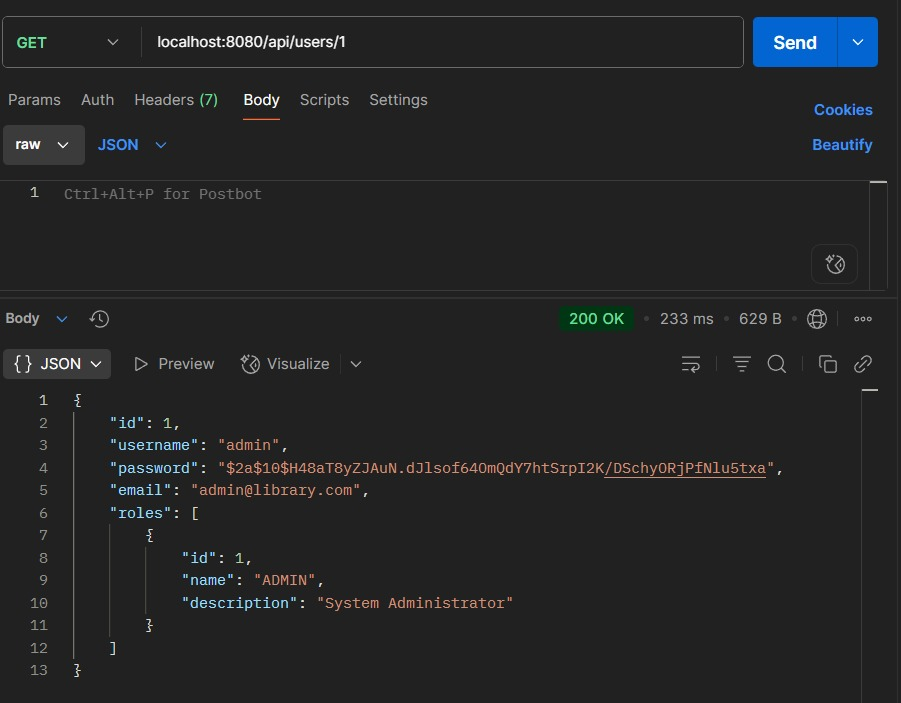 GET localhost:8080/api/users/1 Send
Params Auth Headers (7) Body Scripts Settings Cookies
raw JSON Beautify
1 Ctrl+Alt+P for Postbot
Body 200 OK 233 ms 629 B
{} JSON Preview Visualize
1 {
2 "id": 1,
3 "username": "admin",
4 "password": "$2a$10$H48aT8yZJAuN.dJlsof64OmQdY7htSrpI2K/DSchyORjPfNlu5txa",
5 "email": "admin@library.com",
6 "roles": [
7 {
8 "id": 1,
9 "name": "ADMIN",
10 "description": "System Administrator"
11 }
12 ]
13 }